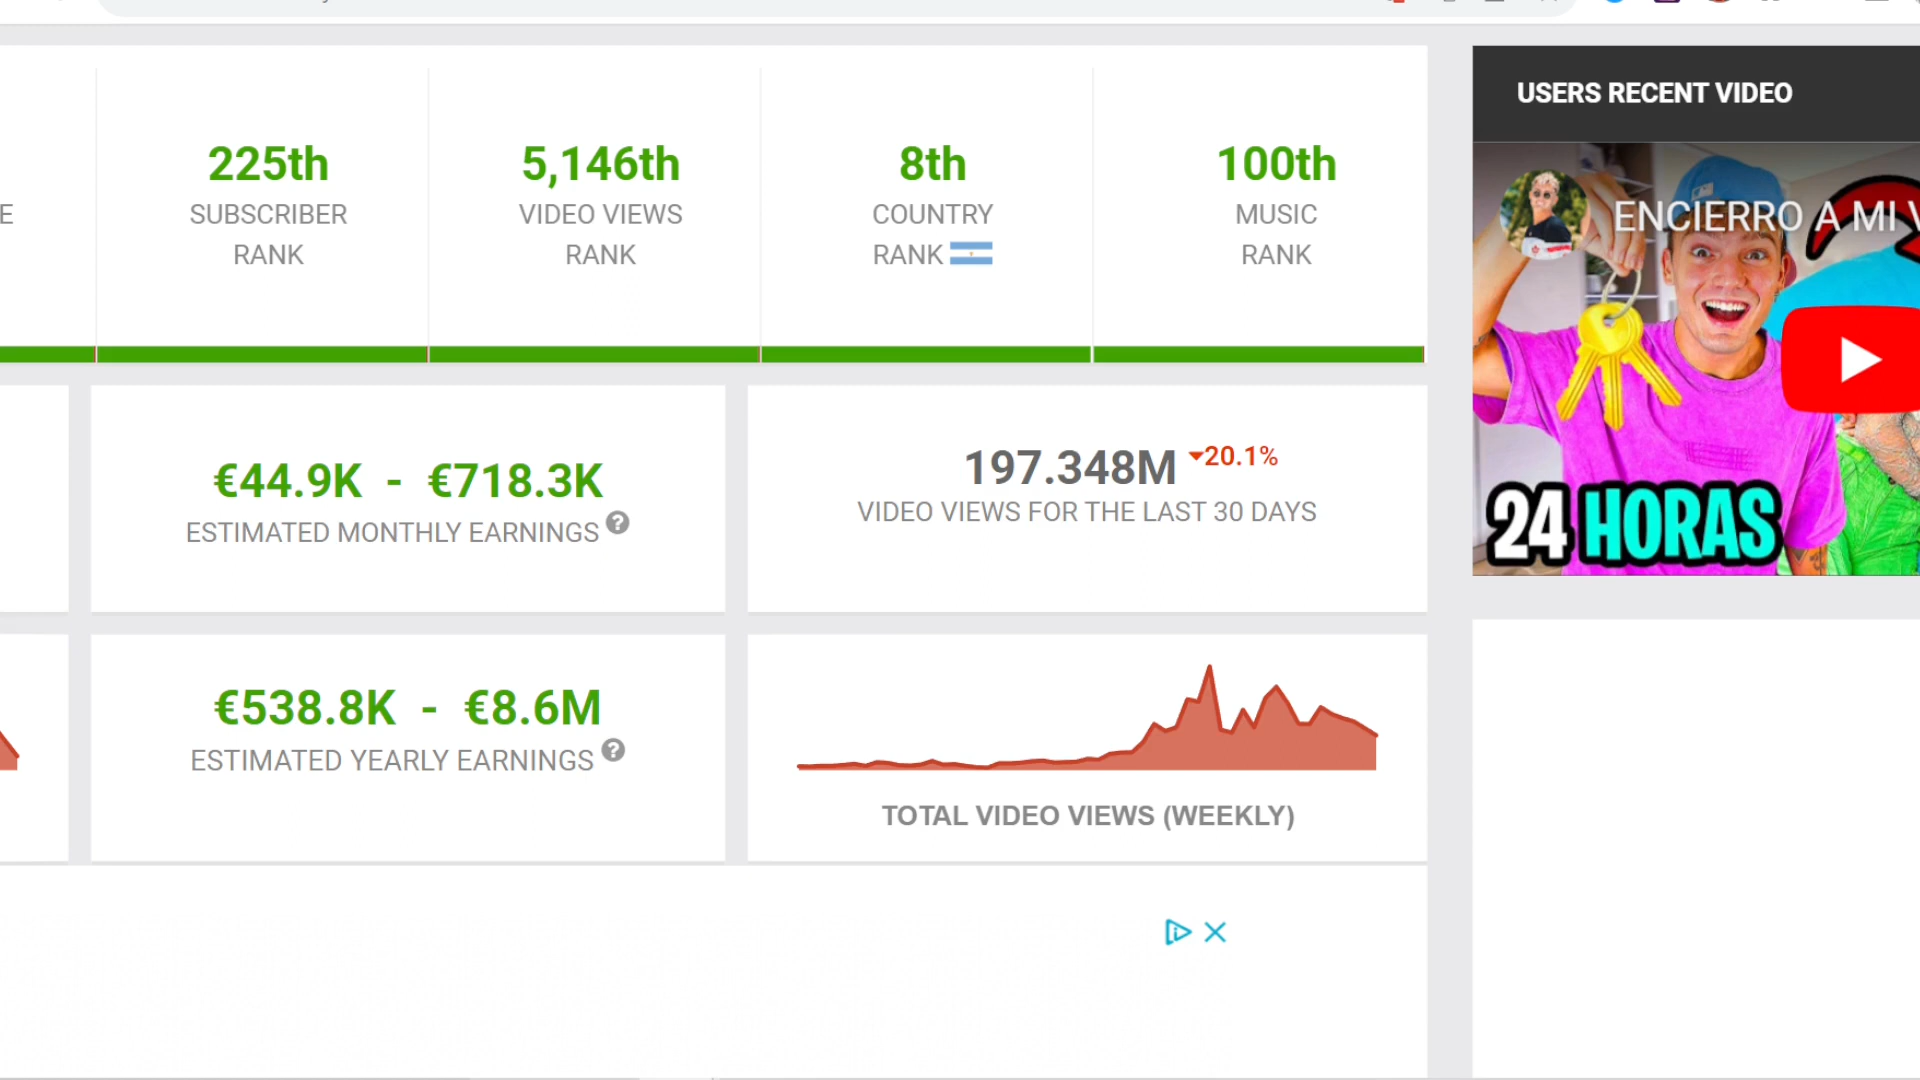 E
225th
SUBSCRIBER
RANK
5,146th
VIDEO VIEWS
RANK
8th
COUNTRY
RANK
100th
MUSIC
RANK
USERS RECENT VIDEO
ENCIERRO A MI V
24 HORAS
€44.9K - €718.3K
ESTIMATED MONTHLY EARNINGS ?
197.348M 20.1%
VIDEO VIEWS FOR THE LAST 30 DAYS
€538.8K - €8.6M
ESTIMATED YEARLY EARNINGS ?
TOTAL VIDEO VIEWS (WEEKLY)